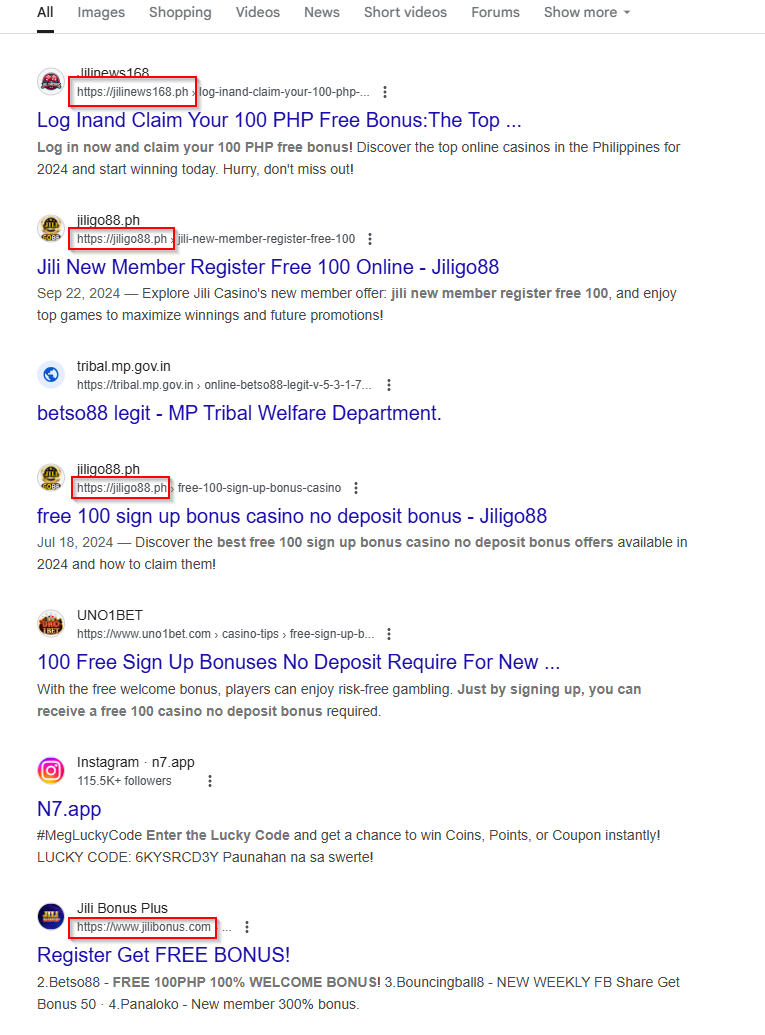 All Images Shopping Videos News Short videos Forums Show more
Jilinews168
https://jilinews168.ph › log-inand-claim-your-100-php-...
Log Inand Claim Your 100 PHP Free Bonus:The Top ...
Log in now and claim your 100 PHP free bonus! Discover the top online casinos in the Philippines for
2024 and start winning today. Hurry, don't miss out!
jiligo88.ph
https://jiligo88.ph › jili-new-member-register-free-100
Jili New Member Register Free 100 Online - Jiligo88
Sep 22, 2024 — Explore Jili Casino's new member offer: jili new member register free 100, and enjoy
top games to maximize winnings and future promotions!
tribal.mp.gov.in
https://tribal.mp.gov.in › online-betso88-legit-v-5-3-1-7...
betso88 legit - MP Tribal Welfare Department.
jiligo88.ph
https://jiligo88.ph › free-100-sign-up-bonus-casino
free 100 sign up bonus casino no deposit bonus - Jiligo88
Jul 18, 2024 — Discover the best free 100 sign up bonus casino no deposit bonus offers available in
2024 and how to claim them!
UNO1BET
https://www.uno1bet.com › casino-tips › free-sign-up-b...
100 Free Sign Up Bonuses No Deposit Require For New ...
With the free welcome bonus, players can enjoy risk-free gambling. Just by signing up, you can
receive a free 100 casino no deposit bonus required.
Instagram · n7.app
115.5K+ followers
N7.app
#MegLuckyCode Enter the Lucky Code and get a chance to win Coins, Points, or Coupon instantly!
LUCKY CODE: 6KYSRCD3Y Paunahan na sa swerte!
Jili Bonus Plus
https://www.jilibonus.com ...
Register Get FREE BONUS!
2.Betso88 - FREE 100PHP 100% WELCOME BONUS! 3.Bouncingball8 - NEW WEEKLY FB Share Get
Bonus 50 · 4.Panaloko - New member 300% bonus.